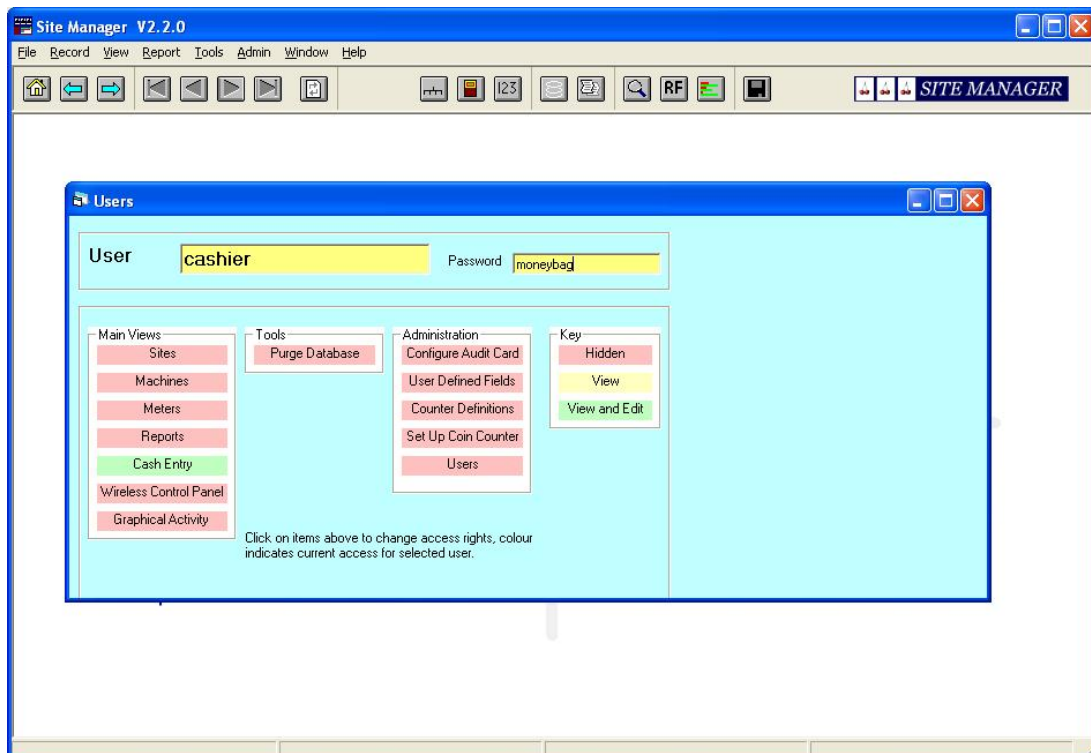 Site Manager V2.2.0
File Record View Report Tools Admin Window Help
123 RF SITE MANAGER
Users
User cashier Password moneybag
Main Views
Sites
Machines
Meters
Reports
Cash Entry
Wireless Control Panel
Graphical Activity
Tools
Purge Database
Administration
Configure Audit Card
User Defined Fields
Counter Definitions
Set Up Coin Counter
Users
Key
Hidden
View
View and Edit
Click on items above to change access rights, colour
indicates current access for selected user.